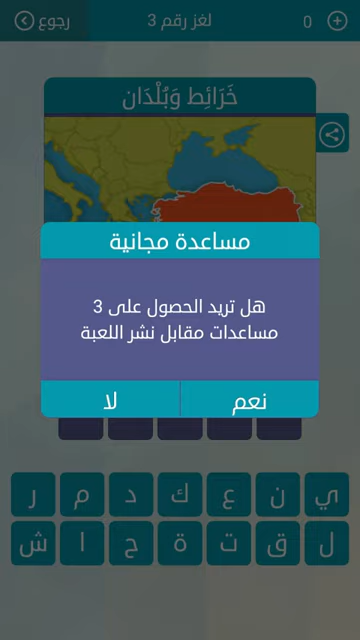 رجوع
لغز رقم 3
0
خَرَائِط وَبُلْدَان
مساعدة مجانية
هل تريد الحصول على 3
مساعدات مقابل نشر اللعبة
نعم
لا
ي ن ع ك د م ر
ل ق ت ة ح ا ش